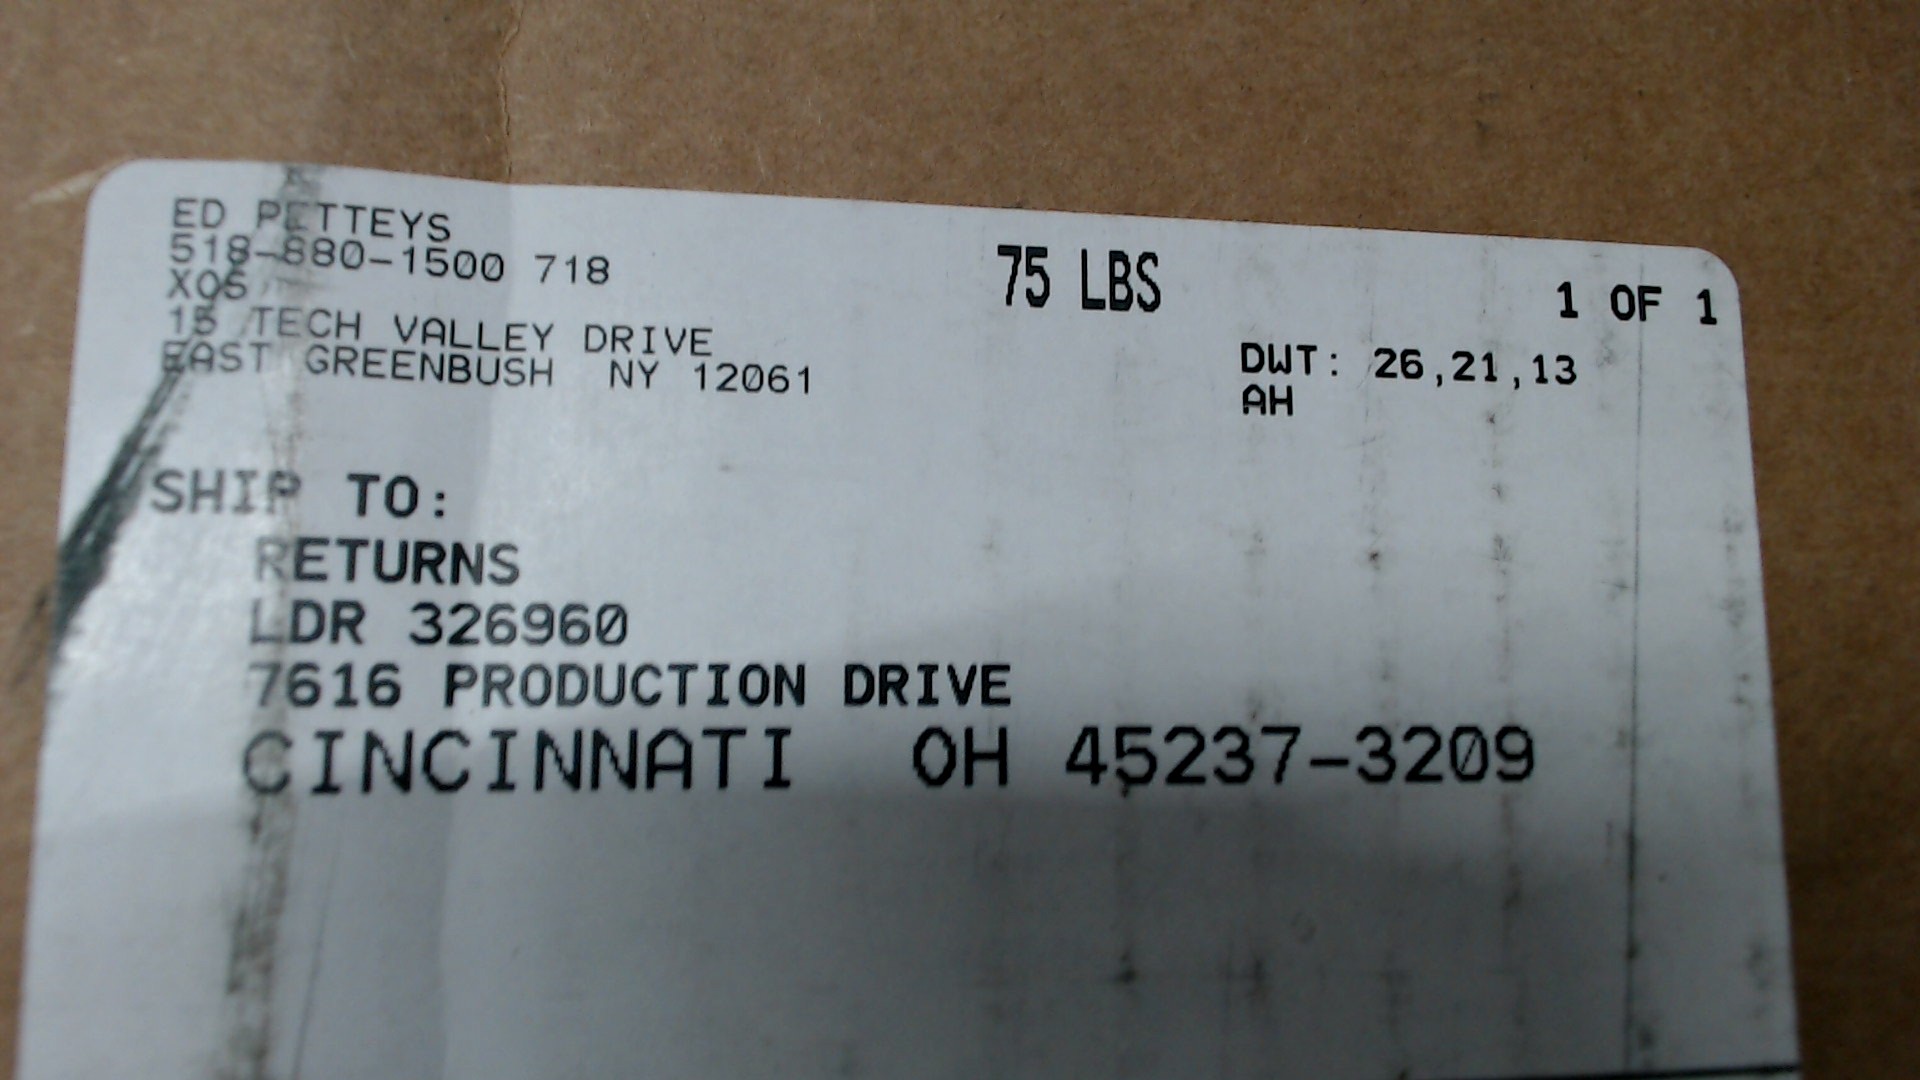 ED PETTEYS
518-880-1500 718
XOS
15 TECH VALLEY DRIVE
EAST GREENBUSH NY 12061
75 LBS
1 OF 1
DWT: 26,21,13
AH
SHIP TO:
RETURNS
LDR 326960
7616 PRODUCTION DRIVE
CINCINNATI OH 45237-3209